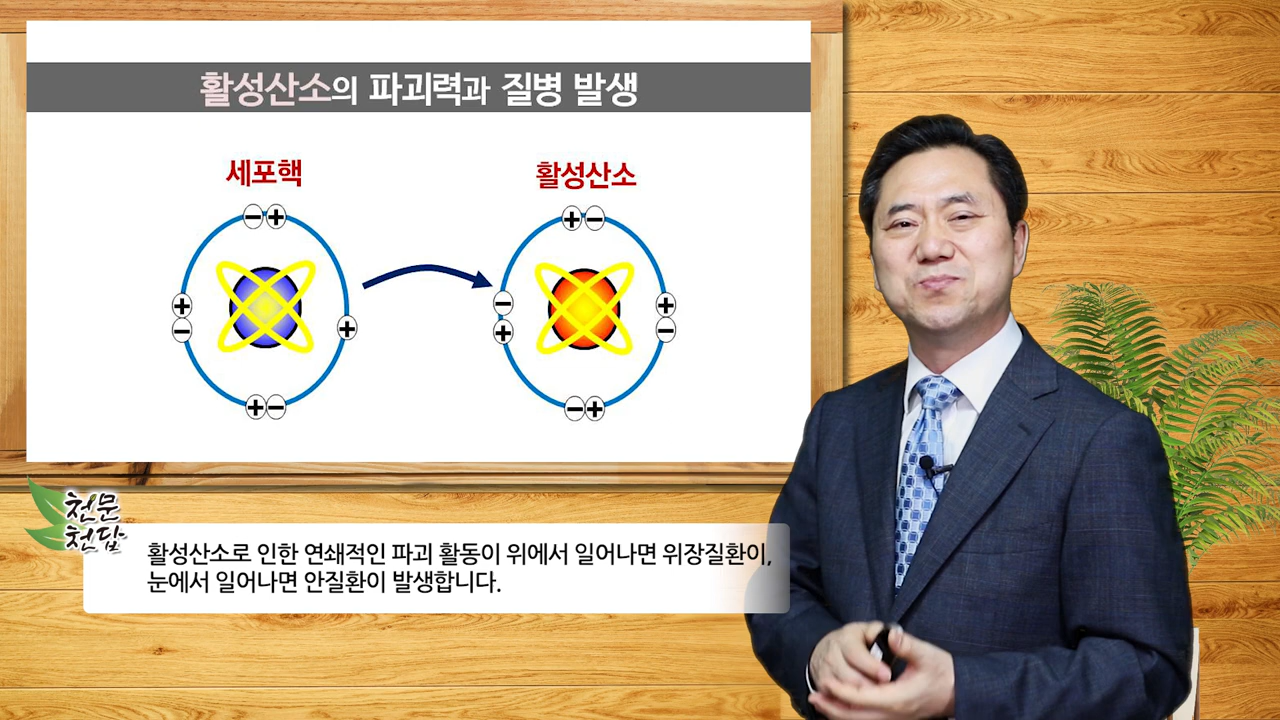 활성산소의 파괴력과 질병 발생
세포핵
활성산소
− +
+ −
+
−
+
−
+
+
−
+ −
− +
천문
천답
활성산소로 인한 연쇄적인 파괴 활동이 위에서 일어나면 위장질환이,
눈에서 일어나면 안질환이 발생합니다.